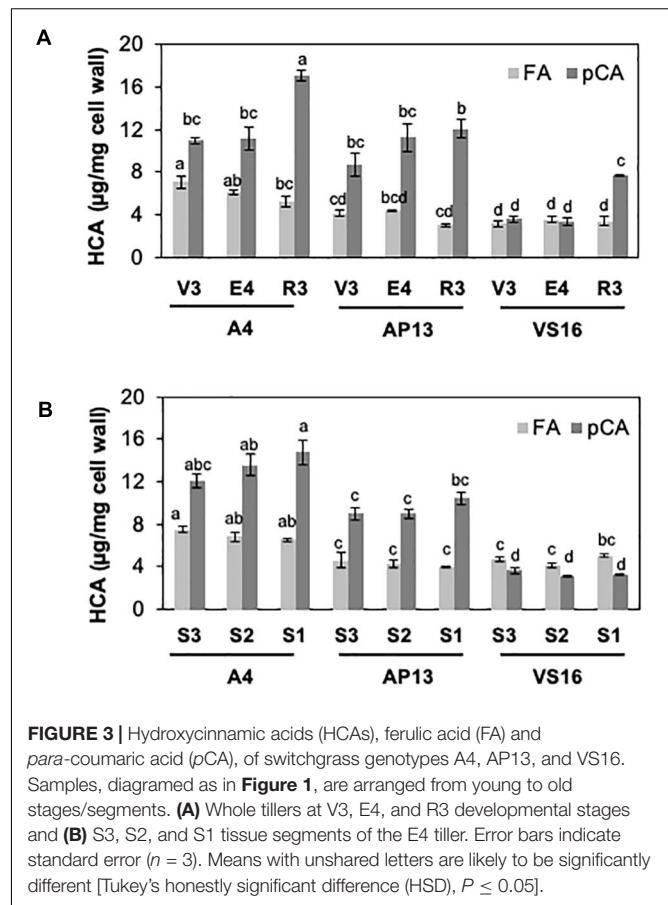 A
20
16
12
8
4
0
HCA (µg/mg cell wall)
FA pCA
a bc ab bc bc a
cd bc bcd bc cd b
d d d d d c
V3 E4 R3 V3 E4 R3 V3 E4 R3
A4 AP13 VS16
B
20
16
12
8
4
0
HCA (µg/mg cell wall)
FA pCA
a abc ab ab ab a
c c c c c bc
c d c d bc d
S3 S2 S1 S3 S2 S1 S3 S2 S1
A4 AP13 VS16
FIGURE 3 | Hydroxycinnamic acids (HCAs), ferulic acid (FA) and
para-coumaric acid (pCA), of switchgrass genotypes A4, AP13, and VS16.
Samples, diagramed as in Figure 1, are arranged from young to old
stages/segments. (A) Whole tillers at V3, E4, and R3 developmental stages
and (B) S3, S2, and S1 tissue segments of the E4 tiller. Error bars indicate
standard error (n = 3). Means with unshared letters are likely to be significantly
different [Tukey's honestly significant difference (HSD), P ≤ 0.05].